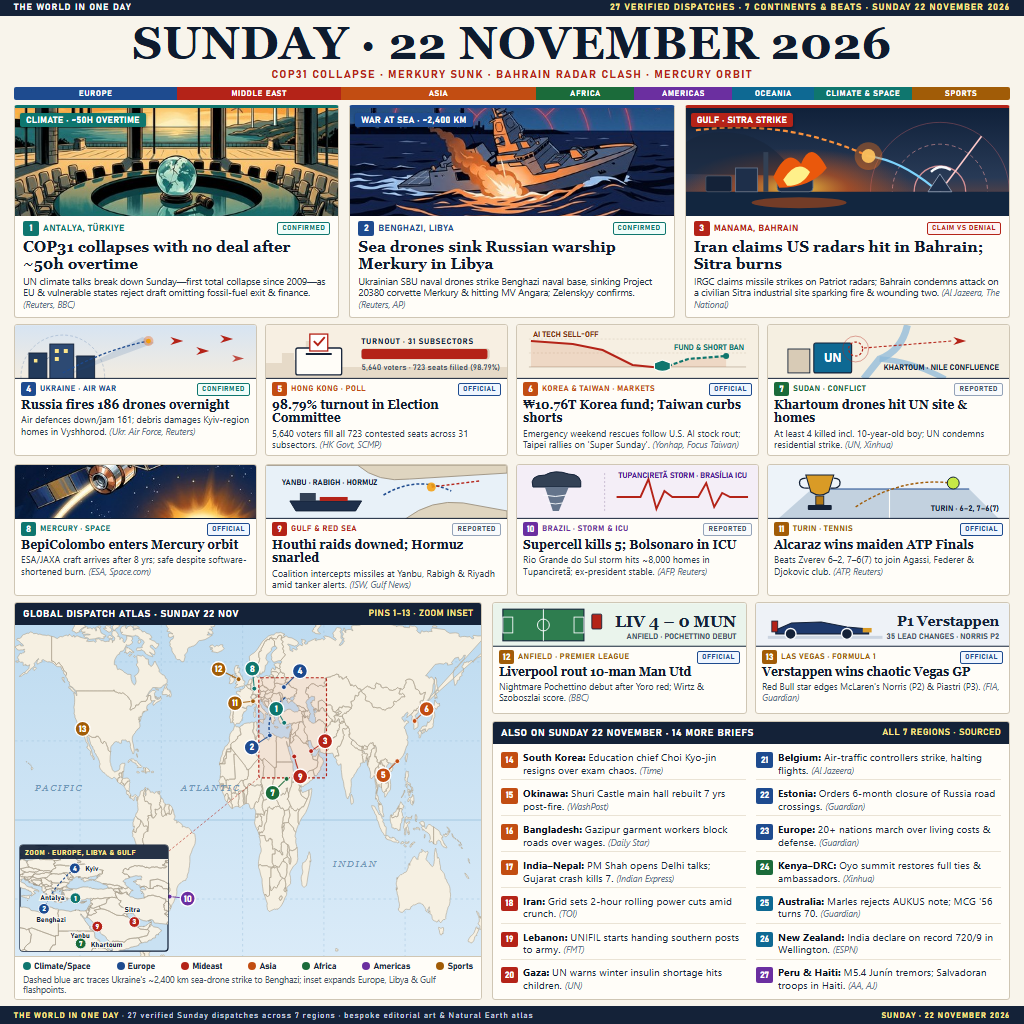 THE WORLD IN ONE DAY
27 VERIFIED DISPATCHES · 7 CONTINENTS & BEATS · SUNDAY 22 NOVEMBER 2026
SUNDAY · 22 NOVEMBER 2026
COP31 COLLAPSE · MERKURY SUNK · BAHRAIN RADAR CLASH · MERCURY ORBIT
EUROPE
MIDDLE EAST
ASIA
AFRICA
AMERICAS
OCEANIA
CLIMATE & SPACE
SPORTS
CLIMATE · ~50H OVERTIME
1 ANTALYA, TÜRKIYE
CONFIRMED
COP31 collapses with no deal after
~50h overtime
UN climate talks break down Sunday—first total collapse since 2009—as
EU & vulnerable states reject draft omitting fossil-fuel exit & finance.
(Reuters, BBC)
WAR AT SEA · ~2,400 KM
2 BENGHAZI, LIBYA
CONFIRMED
Sea drones sink Russian warship
Merkury in Libya
Ukrainian SBU naval drones strike Benghazi naval base, sinking Project
20380 corvette Merkury & hitting MV Angara; Zelenskyy confirms.
(Reuters, AP)
GULF · SITRA STRIKE
3 MANAMA, BAHRAIN
CLAIM VS DENIAL
Iran claims US radars hit in Bahrain;
Sitra burns
IRGC claims missile strikes on Patriot radars; Bahrain condemns attack on
a civilian Sitra industrial site sparking fire & wounding two. (Al Jazeera, The
National)
4 UKRAINE · AIR WAR
CONFIRMED
Russia fires 186 drones overnight
Air defences down/jam 161; debris damages Kyiv-region
homes in Vyshhorod. (Ukr. Air Force, Reuters)
TURNOUT · 31 SUBSECTORS
5,640 voters · 723 seats filled (98.79%)
5 HONG KONG · POLL
OFFICIAL
98.79% turnout in Election
Committee
5,640 voters fill all 723 contested seats across 31
subsectors. (HK Govt, SCMP)
AI TECH SELL-OFF
FUND & SHORT BAN
6 KOREA & TAIWAN · MARKETS
OFFICIAL
₩10.76T Korea fund; Taiwan curbs
shorts
Emergency weekend rescues follow U.S. AI stock rout;
Taipei rallies on 'Super Sunday'. (Yonhap, Focus Taiwan)
UN
KHARTOUM · NILE CONFLUENCE
7 SUDAN · CONFLICT
REPORTED
Khartoum drones hit UN site &
homes
At least 4 killed incl. 10-year-old boy; UN condemns
residential strike. (UN, Xinhua)
8 MERCURY · SPACE
OFFICIAL
BepiColombo enters Mercury orbit
ESA/JAXA craft arrives after 8 yrs; safe despite software-
shortened burn. (ESA, Space.com)
YANBU · RABIGH · HORMUZ
9 GULF & RED SEA
REPORTED
Houthi raids downed; Hormuz
snarled
Coalition intercepts missiles at Yanbu, Rabigh & Riyadh
amid tanker alerts. (ISW, Gulf News)
TUPANCIRETÃ STORM · BRASÍLIA ICU
10 BRAZIL · STORM & ICU
REPORTED
Supercell kills 5; Bolsonaro in ICU
Rio Grande do Sul storm hits ~8,000 homes in
Tupanciretã; ex-president stable. (AFP, Reuters)
TURIN · 6–2, 7–6(7)
11 TURIN · TENNIS
OFFICIAL
Alcaraz wins maiden ATP Finals
Beats Zverev 6–2, 7–6(7) to join Agassi, Federer &
Djokovic club. (ATP, Reuters)
GLOBAL DISPATCH ATLAS · SUNDAY 22 NOV
PINS 1–13 · ZOOM INSET
12
8
4
11
1
6
13
2
3
5
9
7
10
PACIFIC
ATLANTIC
INDIAN
ZOOM · EUROPE, LIBYA & GULF
4 Kyiv
Antalya 1
2
Benghazi
Sitra
3
9
Yanbu
7 Khartoum
Climate/Space
Europe
Mideast
Asia
Africa
Americas
Sports
Dashed blue arc traces Ukraine's ~2,400 km sea-drone strike to Benghazi; inset expands Europe, Libya & Gulf
flashpoints.
LIV 4 – 0 MUN
ANFIELD · POCHETTINO DEBUT
12 ANFIELD · PREMIER LEAGUE
OFFICIAL
Liverpool rout 10-man Man Utd
Nightmare Pochettino debut after Yoro red; Wirtz &
Szoboszlai score. (BBC)
P1 Verstappen
35 LEAD CHANGES · NORRIS P2
13 LAS VEGAS · FORMULA 1
OFFICIAL
Verstappen wins chaotic Vegas GP
Red Bull star edges McLaren's Norris (P2) & Piastri (P3). (FIA,
Guardian)
ALSO ON SUNDAY 22 NOVEMBER · 14 MORE BRIEFS
ALL 7 REGIONS · SOURCED
14 South Korea: Education chief Choi Kyo-jin
resigns over exam chaos. (Time)
15 Okinawa: Shuri Castle main hall rebuilt 7 yrs
post-fire. (WashPost)
16 Bangladesh: Gazipur garment workers block
roads over wages. (Daily Star)
17 India–Nepal: PM Shah opens Delhi talks;
Gujarat crash kills 7. (Indian Express)
18 Iran: Grid sets 2-hour rolling power cuts amid
crunch. (TOI)
19 Lebanon: UNIFIL starts handing southern posts
to army. (FMT)
20 Gaza: UN warns winter insulin shortage hits
children. (UN)
21 Belgium: Air-traffic controllers strike, halting
flights. (Al Jazeera)
22 Estonia: Orders 6-month closure of Russia road
crossings. (Guardian)
23 Europe: 20+ nations march over living costs &
defense. (Guardian)
24 Kenya–DRC: Oyo summit restores full ties &
ambassadors. (Xinhua)
25 Australia: Marles rejects AUKUS note; MCG '56
turns 70. (Guardian)
26 New Zealand: India declare on record 720/9 in
Wellington. (ESPN)
27 Peru & Haiti: M5.4 Junín tremors; Salvadoran
troops in Haiti. (AA, AJ)
THE WORLD IN ONE DAY · 27 verified Sunday dispatches across 7 regions · bespoke editorial art & Natural Earth atlas
SUNDAY · 22 NOVEMBER 2026